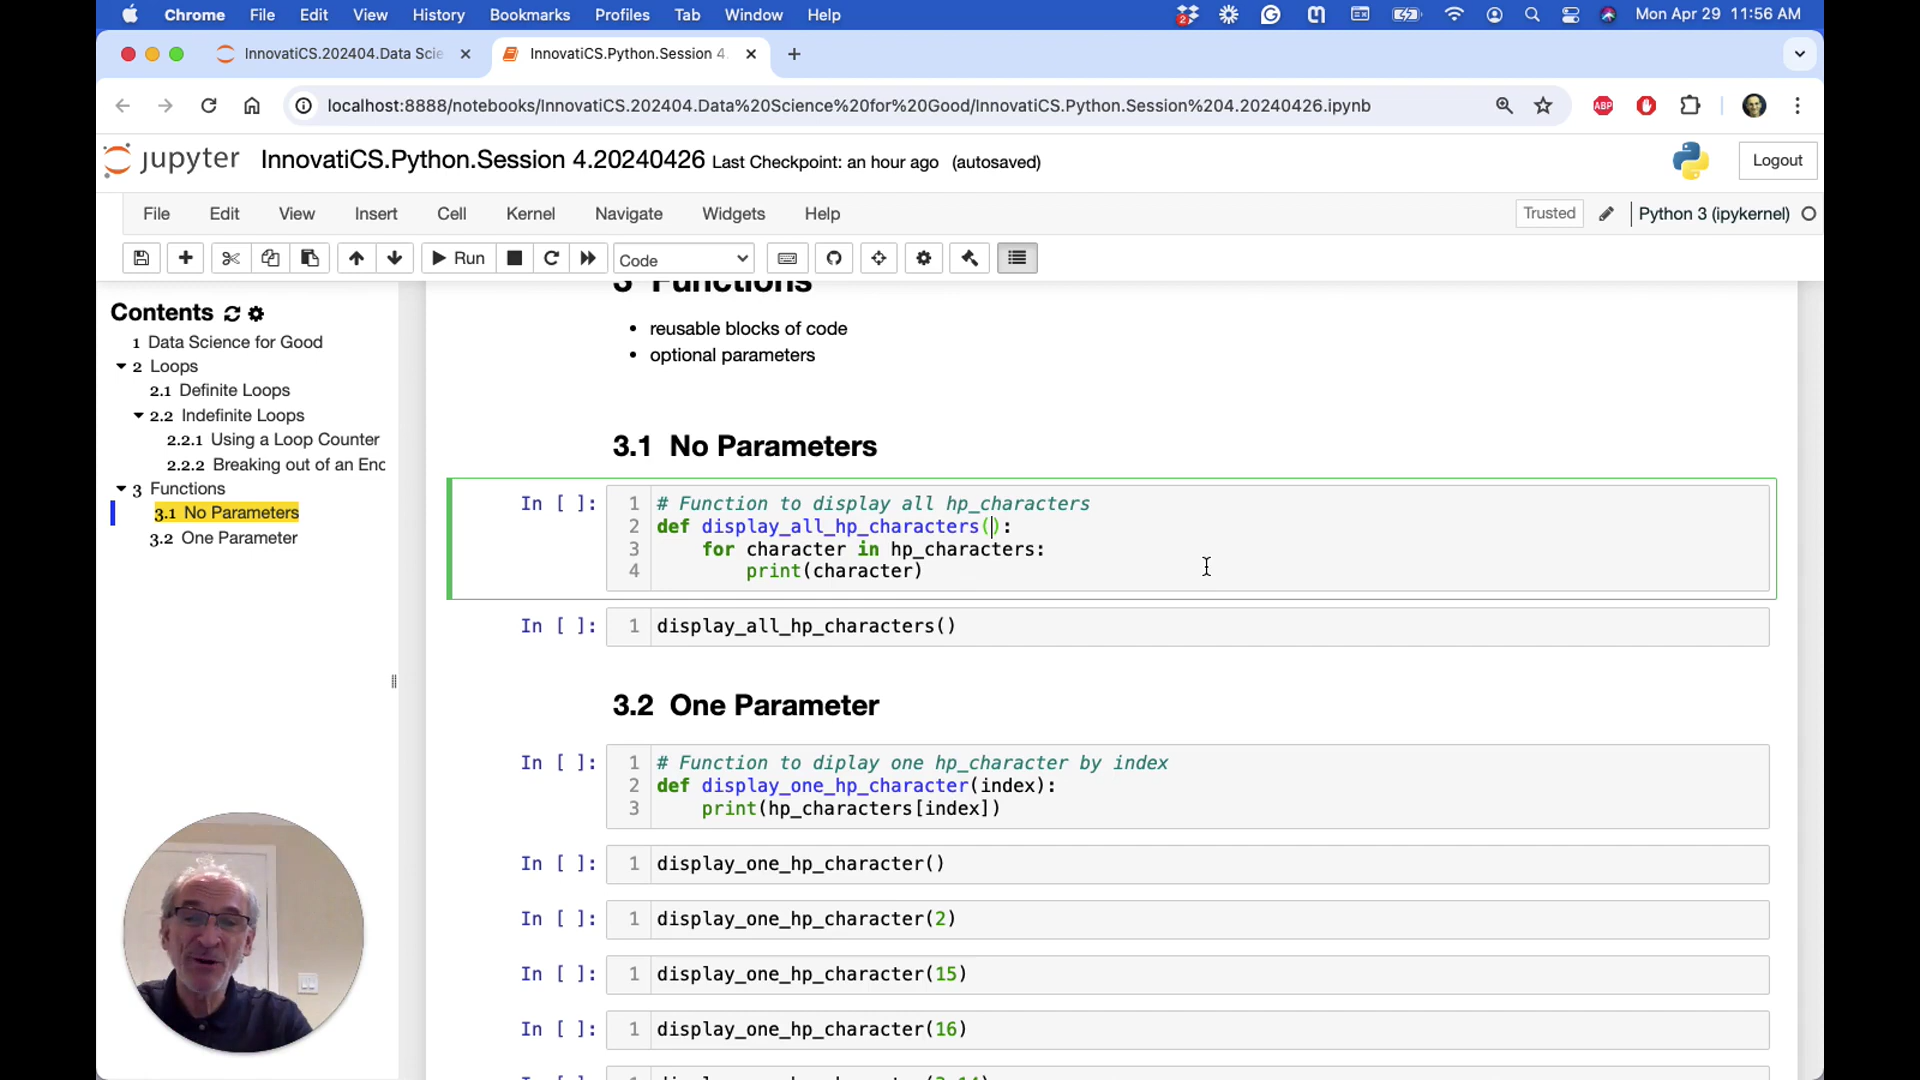 Chrome File Edit View History Bookmarks Profiles Tab Window Help 2 Mon Apr 29 11:56 AM
InnovatiCS.202404.Data Scie InnovatiCS.Python.Session 4.
localhost:8888/notebooks/InnovatiCS.202404.Data%20Science%20for%20Good/InnovatiCS.Python.Session%204.20240426.ipynb ABP
jupyter InnovatiCS.Python.Session 4.20240426 Last Checkpoint: an hour ago (autosaved) Logout
File Edit View Insert Cell Kernel Navigate Widgets Help Trusted Python 3 (ipykernel)
Run Code
Contents
1 Data Science for Good
2 Loops
2.1 Definite Loops
2.2 Indefinite Loops
2.2.1 Using a Loop Counter
2.2.2 Breaking out of an End
3 Functions
3.1 No Parameters
3.2 One Parameter
3 Functions
• reusable blocks of code
• optional parameters
3.1 No Parameters
In [ ]: 1 # Function to display all hp_characters
2 def display_all_hp_characters():
3 for character in hp_characters:
4 print(character)
In [ ]: 1 display_all_hp_characters()
3.2 One Parameter
In [ ]: 1 # Function to diplay one hp_character by index
2 def display_one_hp_character(index):
3 print(hp_characters[index])
In [ ]: 1 display_one_hp_character()
In [ ]: 1 display_one_hp_character(2)
In [ ]: 1 display_one_hp_character(15)
In [ ]: 1 display_one_hp_character(16)